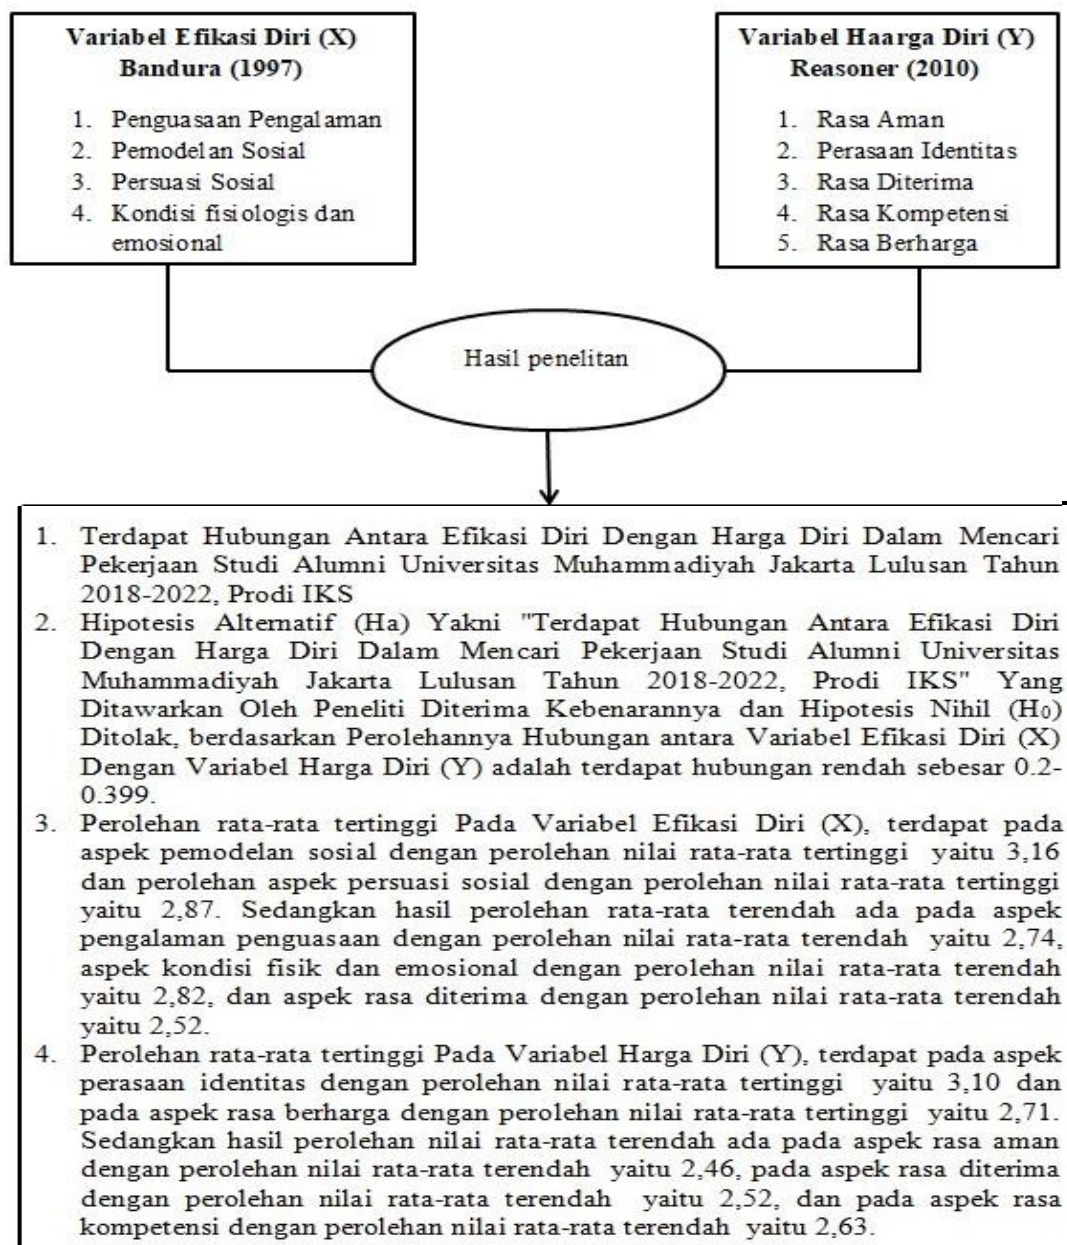 Variabel Efikasi Diri (X)
Bandura (1997)
1. Penguasaan Pengalaman
2. Pemodelan Sosial
3. Persuasi Sosial
4. Kondisi fisiologis dan
emosional
Variabel Haarga Diri (Y)
Reasoner (2010)
1. Rasa Aman
2. Perasaan Identitas
3. Rasa Diterima
4. Rasa Kompetensi
5. Rasa Berharga
Hasil penelitan
1. Terdapat Hubungan Antara Efikasi Diri Dengan Harga Diri Dalam Mencari
Pekerjaan Studi Alumni Universitas Muhammadiyah Jakarta Lulusan Tahun
2018-2022, Prodi IKS
2. Hipotesis Alternatif (Ha) Yakni "Terdapat Hubungan Antara Efikasi Diri
Dengan Harga Diri Dalam Mencari Pekerjaan Studi Alumni Universitas
Muhammadiyah Jakarta Lulusan Tahun 2018-2022, Prodi IKS" Yang
Ditawarkan Oleh Peneliti Diterima Kebenarannya dan Hipotesis Nihil (H₀)
Ditolak, berdasarkan Perolehannya Hubungan antara Variabel Efikasi Diri (X)
Dengan Variabel Harga Diri (Y) adalah terdapat hubungan rendah sebesar 0.2-
0.399.
3. Perolehan rata-rata tertinggi Pada Variabel Efikasi Diri (X), terdapat pada
aspek pemodelan sosial dengan perolehan nilai rata-rata tertinggi yaitu 3,16
dan perolehan aspek persuasi sosial dengan perolehan nilai rata-rata tertinggi
yaitu 2,87. Sedangkan hasil perolehan rata-rata terendah ada pada aspek
pengalaman penguasaan dengan perolehan nilai rata-rata terendah yaitu 2,74,
aspek kondisi fisik dan emosional dengan perolehan nilai rata-rata terendah
yaitu 2,82, dan aspek rasa diterima dengan perolehan nilai rata-rata terendah
yaitu 2,52.
4. Perolehan rata-rata tertinggi Pada Variabel Harga Diri (Y), terdapat pada aspek
perasaan identitas dengan perolehan nilai rata-rata tertinggi yaitu 3,10 dan
pada aspek rasa berharga dengan perolehan nilai rata-rata tertinggi yaitu 2,71.
Sedangkan hasil perolehan nilai rata-rata terendah ada pada aspek rasa aman
dengan perolehan nilai rata-rata terendah yaitu 2,46, pada aspek rasa diterima
dengan perolehan nilai rata-rata terendah yaitu 2,52, dan pada aspek rasa
kompetensi dengan perolehan nilai rata-rata terendah yaitu 2,63.